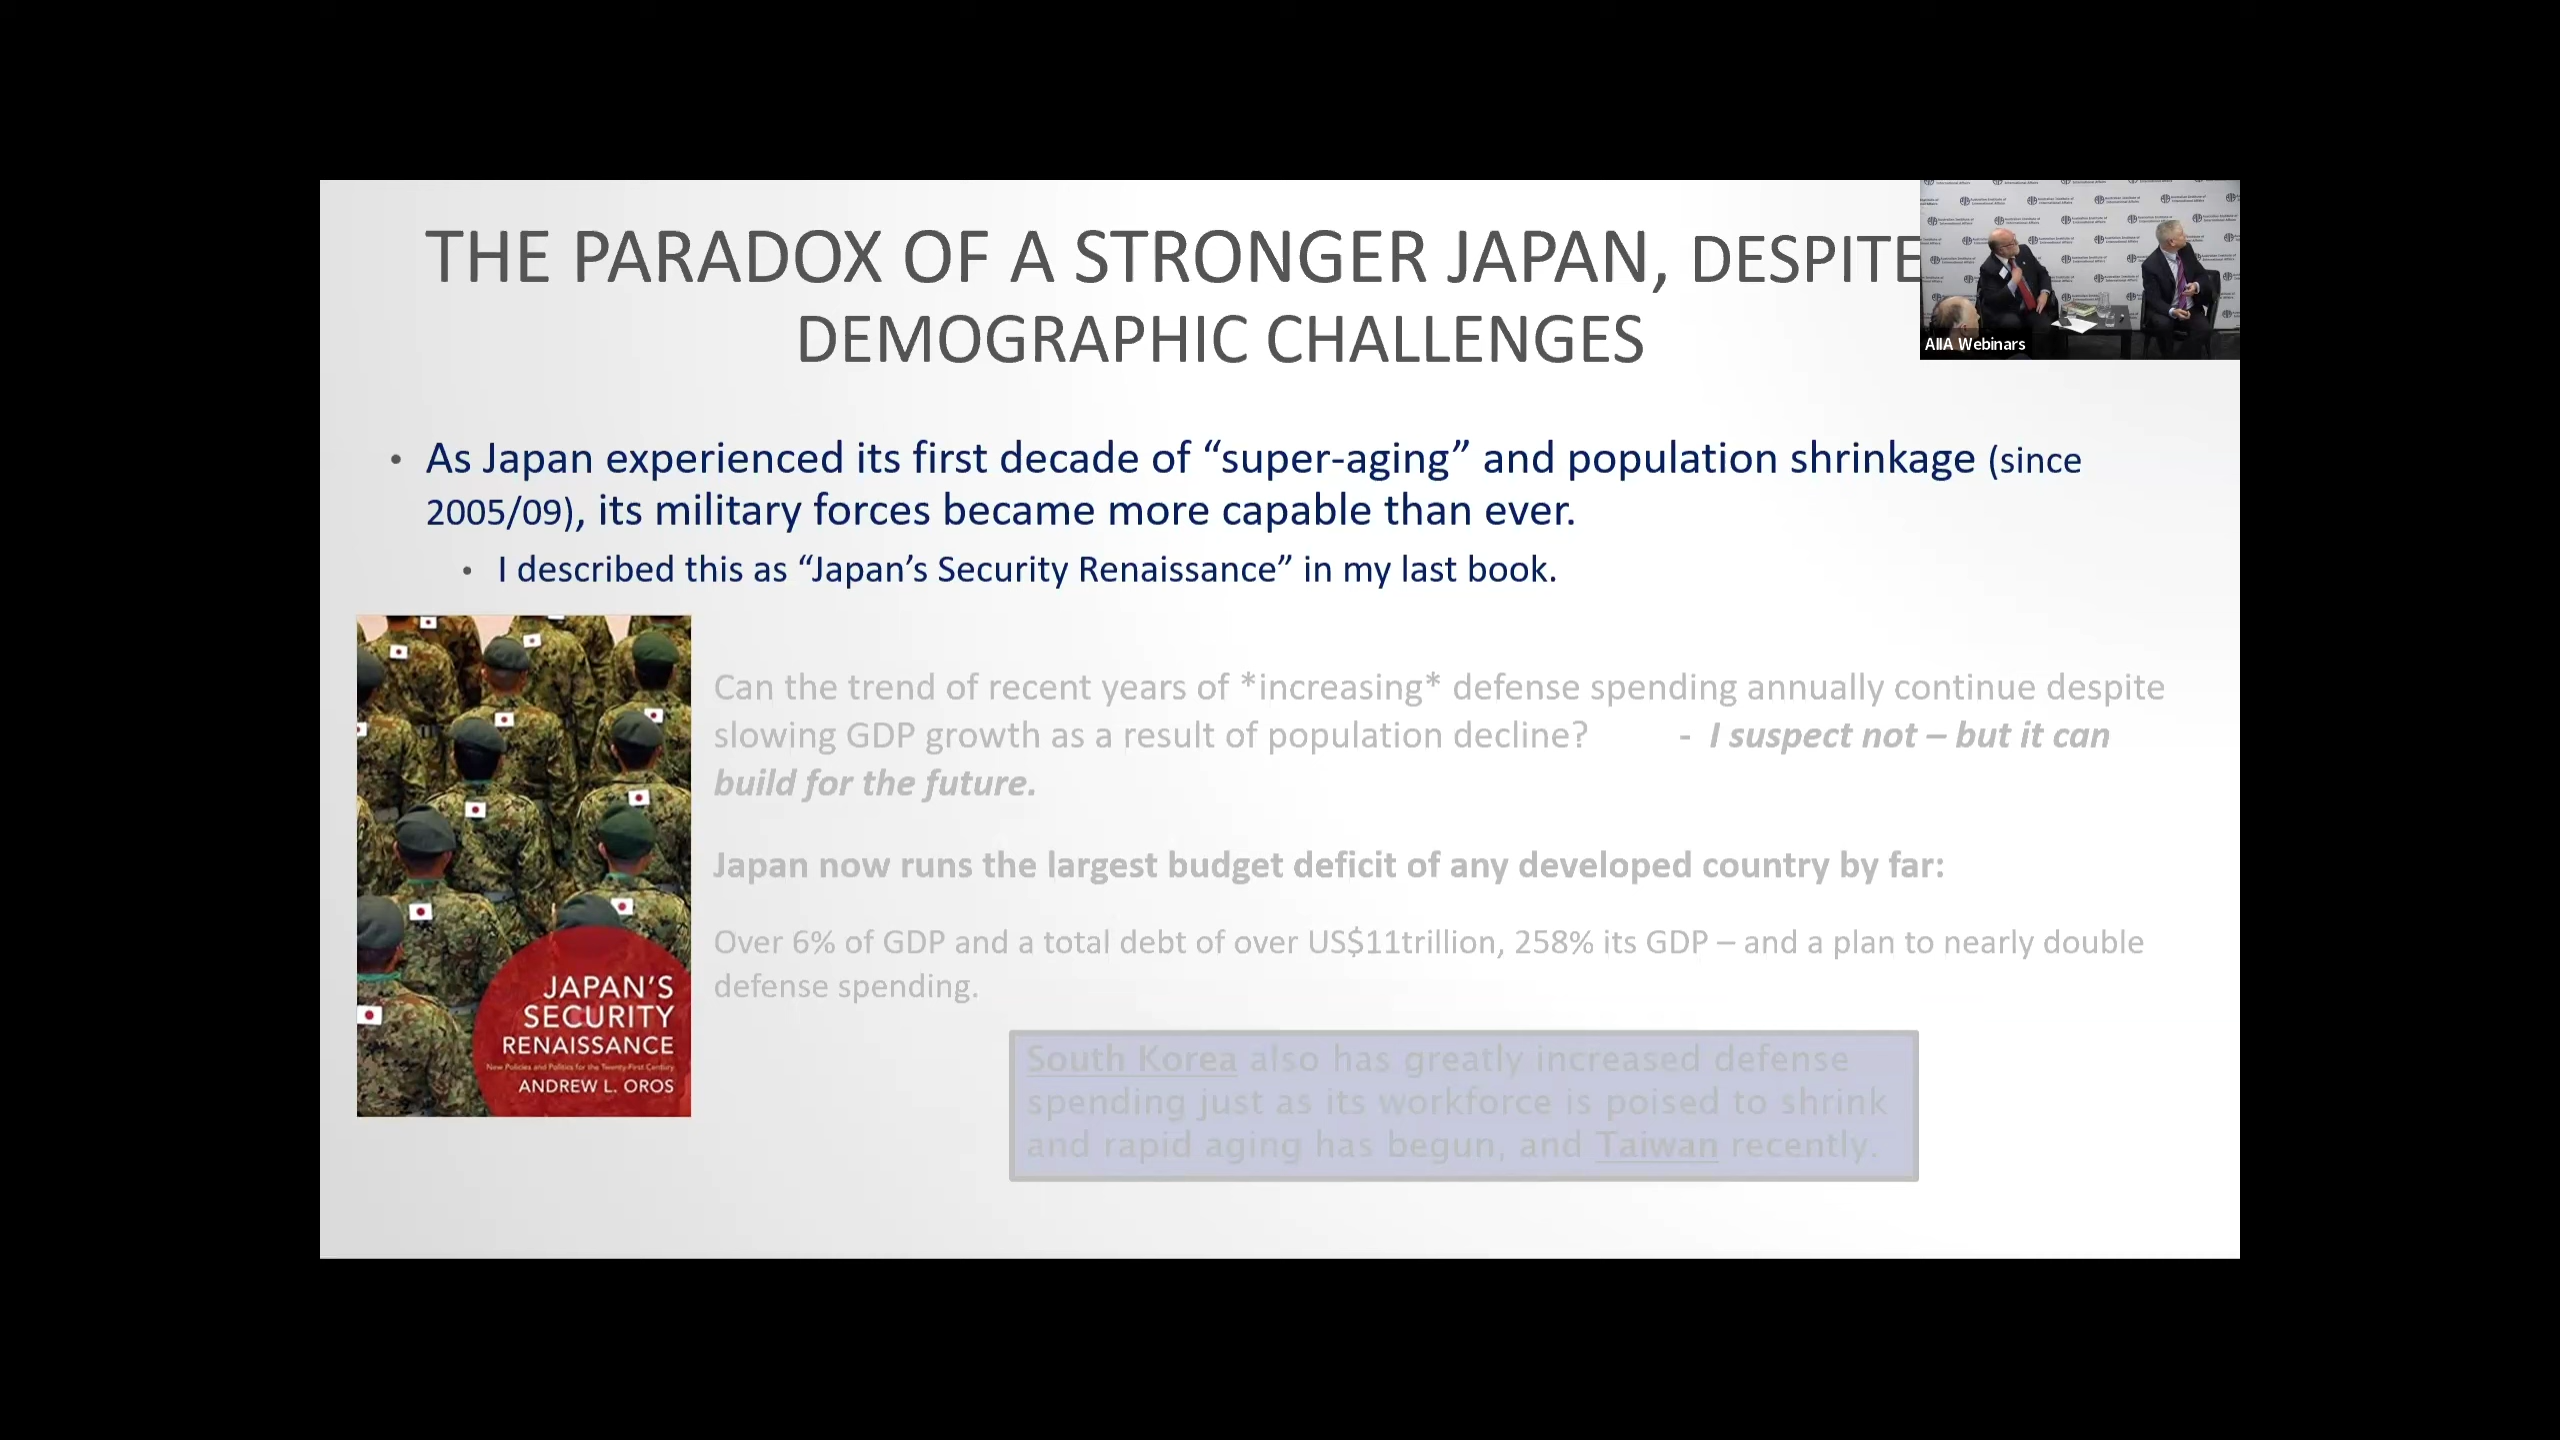 THE PARADOX OF A STRONGER JAPAN, DESPITE
DEMOGRAPHIC CHALLENGES
AIIA Webinars
• As Japan experienced its first decade of “super-aging” and population shrinkage (since
2005/09), its military forces became more capable than ever.
• I described this as “Japan’s Security Renaissance” in my last book.
Can the trend of recent years of *increasing* defense spending annually continue despite
slowing GDP growth as a result of population decline? - I suspect not – but it can
build for the future.
Japan now runs the largest budget deficit of any developed country by far:
Over 6% of GDP and a total debt of over US$11trillion, 258% its GDP – and a plan to nearly double
defense spending.
JAPAN’S
SECURITY
RENAISSANCE
New Policies and Politics for the Twenty-First Century
ANDREW L. OROS
South Korea also has greatly increased defense
spending just as its workforce is poised to shrink
and rapid aging has begun, and Taiwan recently.